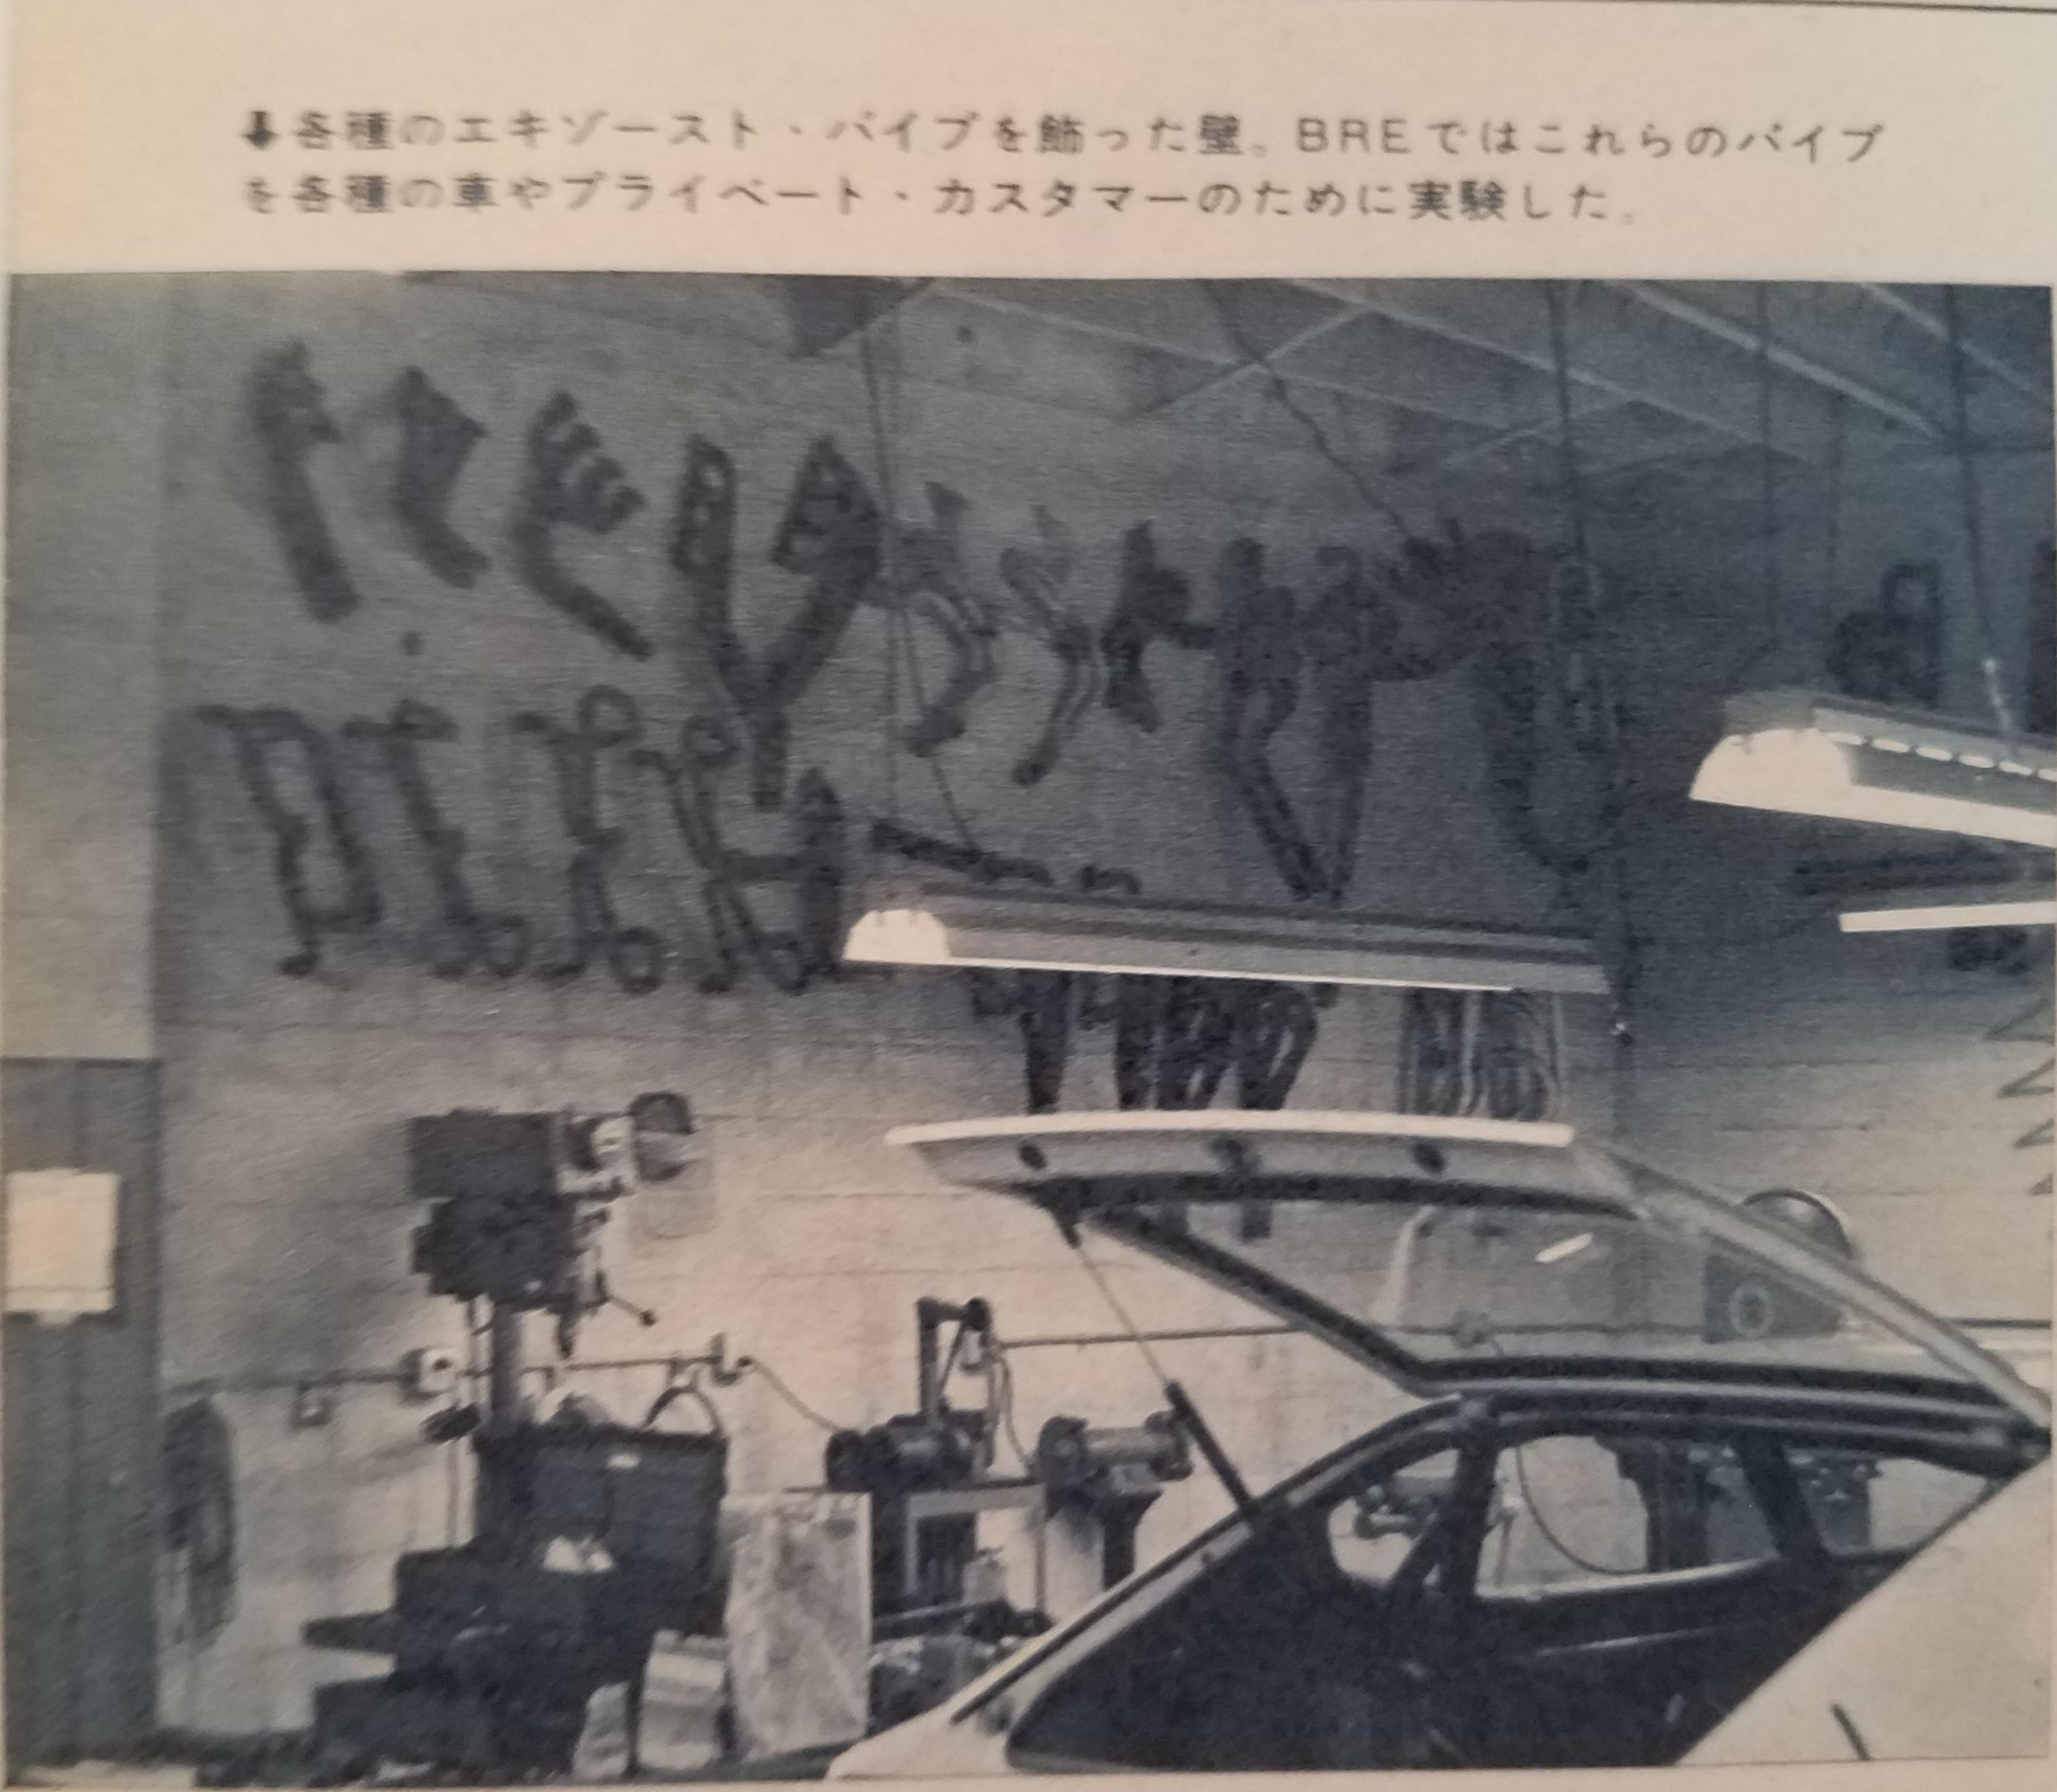 ⬇各種のエキゾースト・パイプを飾った壁。BREではこれらのパイプ
を各種の車やプライベート・カスタマーのために実験した。